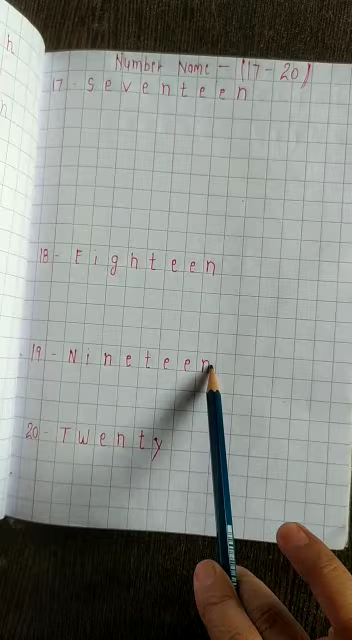 Number Name - (17 - 20)
17 - Seventeen
18 - Eighteen
19 - Nineteen
20 - Twenty